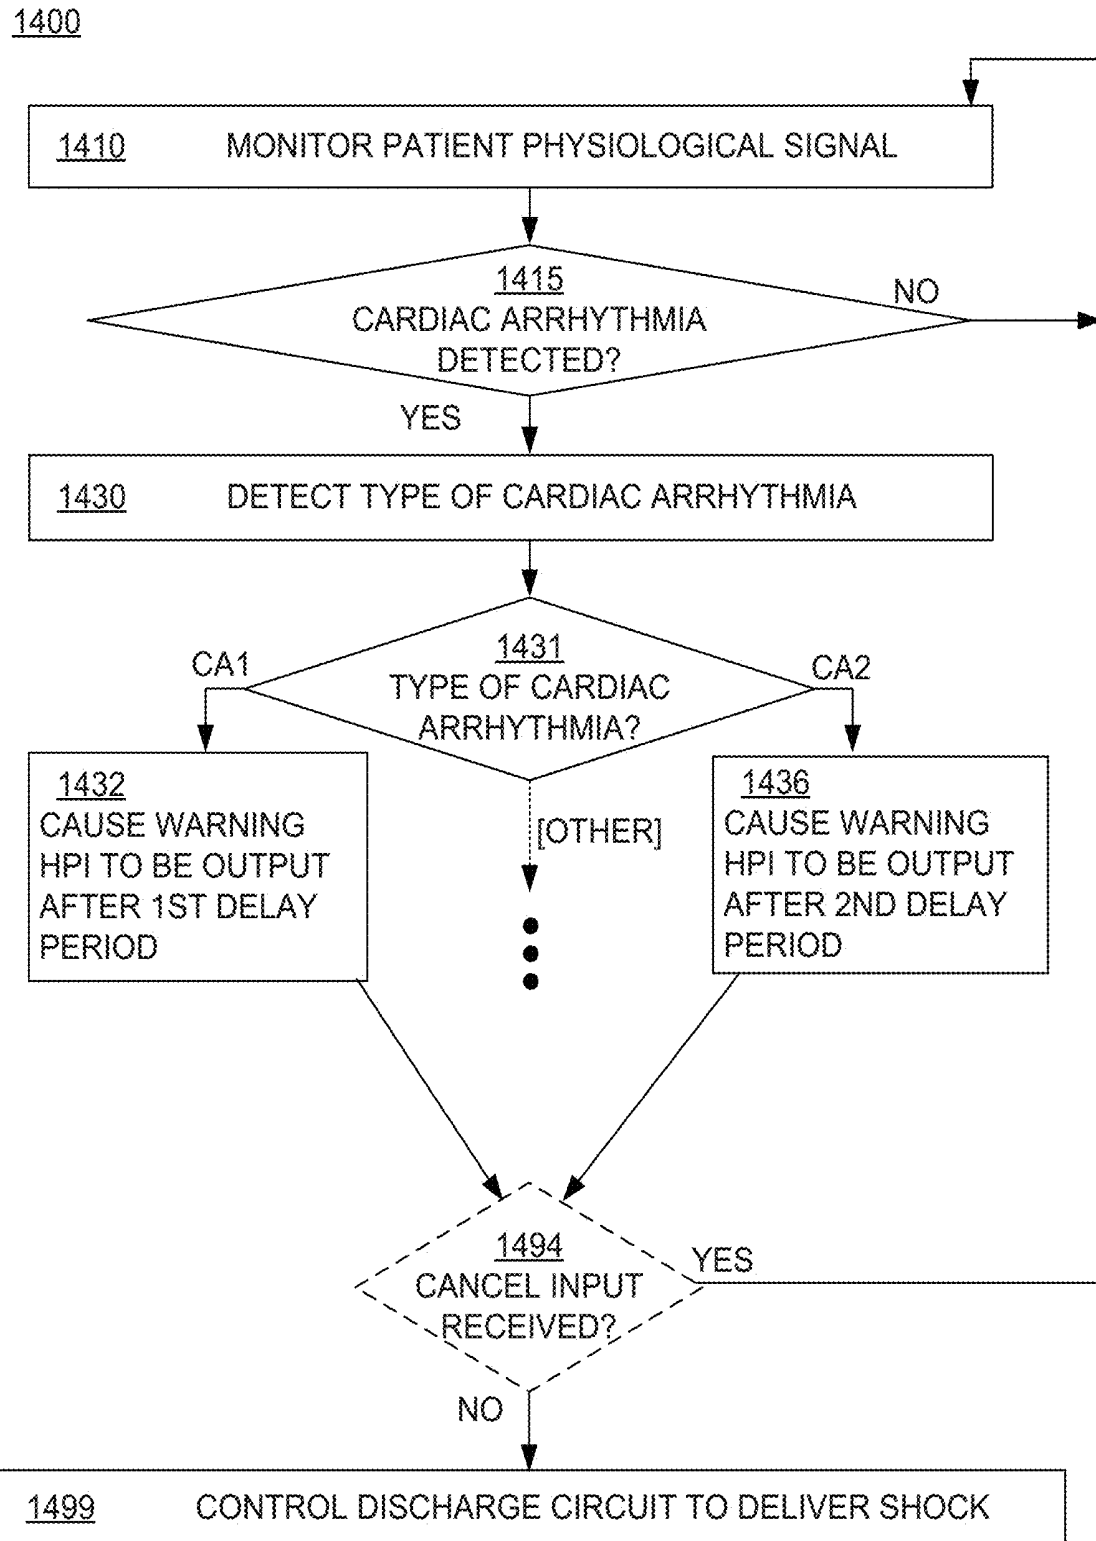 1400
1410 MONITOR PATIENT PHYSIOLOGICAL SIGNAL
1415
CARDIAC ARRHYTHMIA
DETECTED?
NO
YES
1430 DETECT TYPE OF CARDIAC ARRHYTHMIA
1431
TYPE OF CARDIAC
ARRHYTHMIA?
CA1
CA2
1432
CAUSE WARNING
HPI TO BE OUTPUT
AFTER 1ST DELAY
PERIOD
[OTHER]
1436
CAUSE WARNING
HPI TO BE OUTPUT
AFTER 2ND DELAY
PERIOD
1494
CANCEL INPUT
RECEIVED?
YES
NO
1499 CONTROL DISCHARGE CIRCUIT TO DELIVER SHOCK